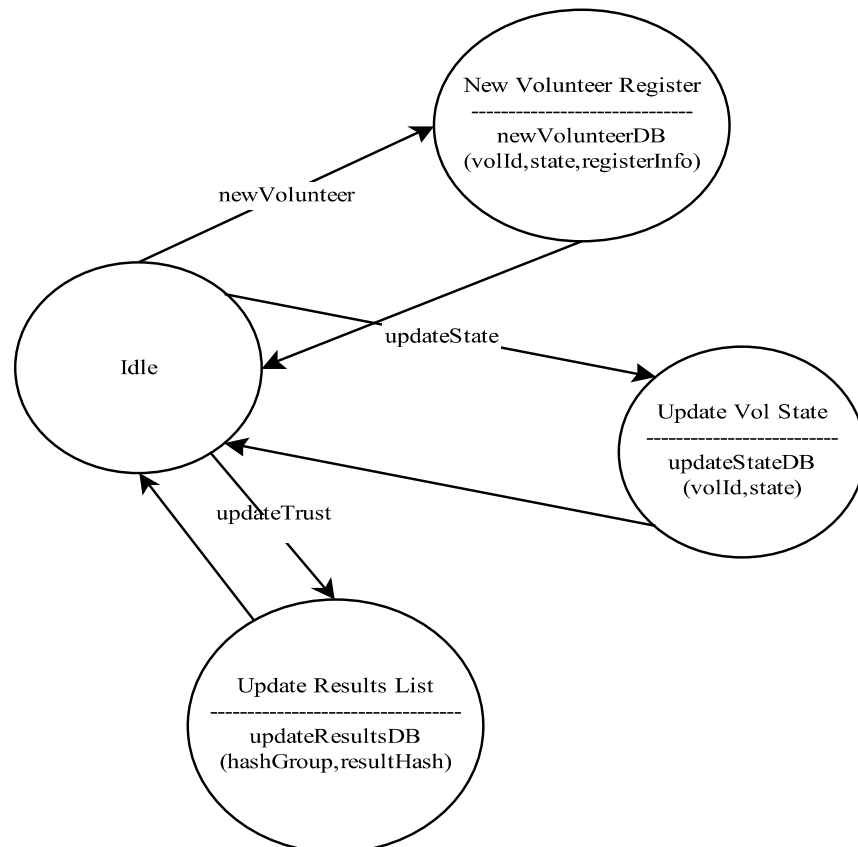 New Volunteer Register
------------------------------
newVolunteerDB
(volId,state,registerInfo)
newVolunteer
updateState
Idle
Update Vol State
--------------------------
updateStateDB
(volId,state)
updateTrust
Update Results List
----------------------------------
updateResultsDB
(hashGroup,resultHash)